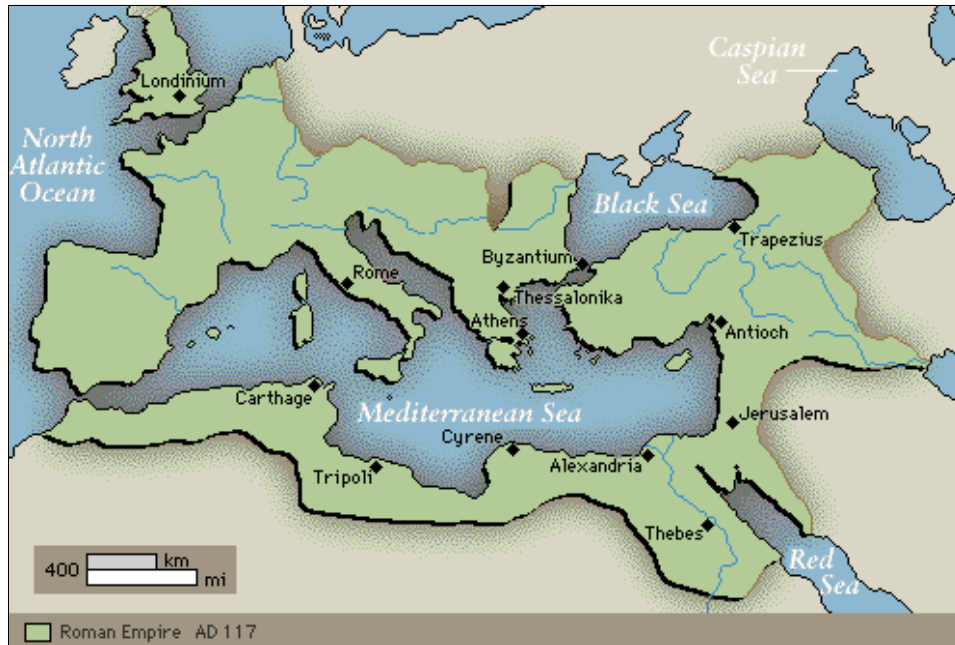 Caspian
Sea
Londinium
North
Atlantic
Ocean
Black Sea
Trapezius
Byzantium
Rome
Thessalonika
Athens
Antioch
Carthage
Mediterranean Sea
Jerusalem
Cyrene
Tripoli
Alexandria
Thebes
Red
Sea
400
km
mi
Roman Empire AD 117